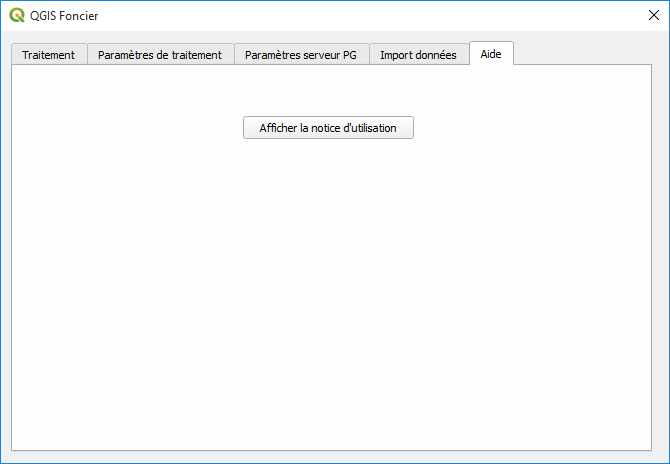 QGIS Foncier
Traitement Paramètres de traitement Paramètres serveur PG Import données Aide
Afficher la notice d'utilisation